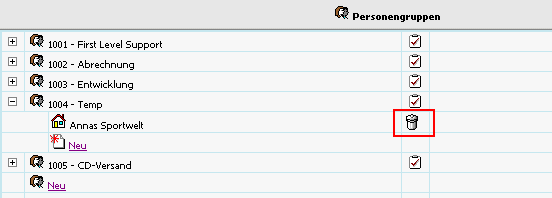 Personengruppen
1001 - First Level Support
1002 - Abrechnung
1003 - Entwicklung
1004 - Temp
Annas Sportwelt
Neu
1005 - CD-Versand
Neu